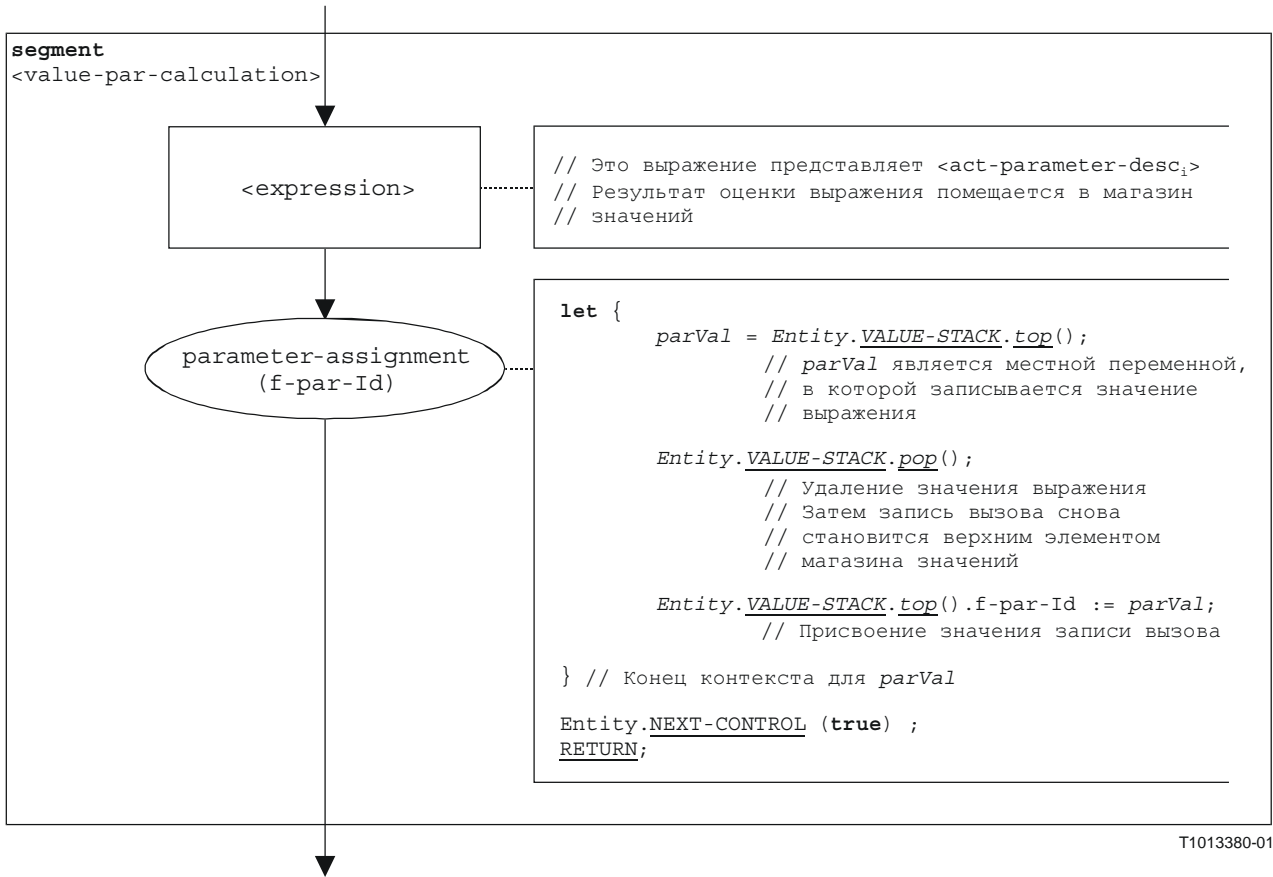 segment
<value-par-calculation>
<expression>
// Это выражение представляет <act-parameter-desci>
// Результат оценки выражения помещается в магазин
// значений
parameter-assignment
(f-par-Id)
let {
parVal = Entity.VALUE-STACK.top();
// parVal является местной переменной,
// в которой записывается значение
// выражения
Entity.VALUE-STACK.pop();
// Удаление значения выражения
// Затем запись вызова снова
// становится верхним элементом
// магазина значений
Entity.VALUE-STACK.top().f-par-Id := parVal;
// Присвоение значения записи вызова
} // Конец контекста для parVal
Entity.NEXT-CONTROL (true) ;
RETURN;
T1013380-01